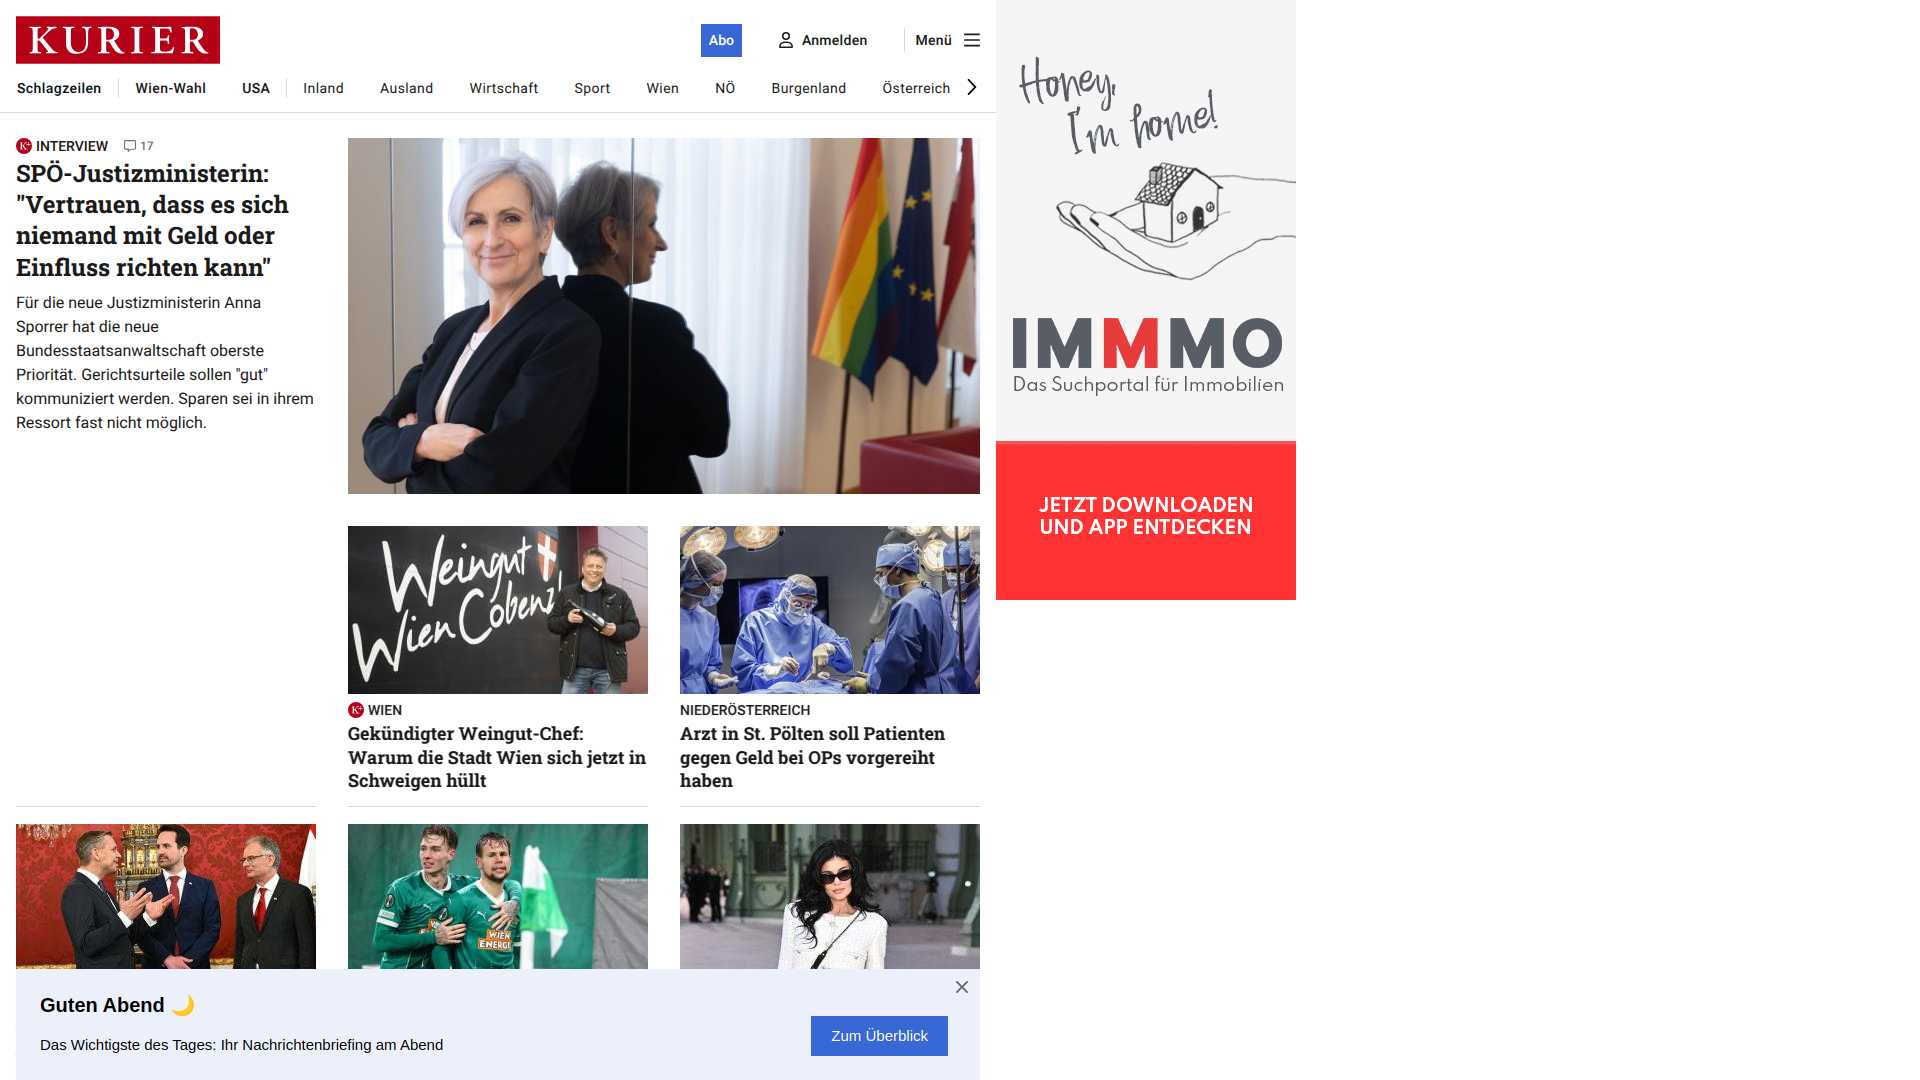 KURIER
Abo
Anmelden
Menü
Schlagzeilen
Wien-Wahl
USA
Inland
Ausland
Wirtschaft
Sport
Wien
NÖ
Burgenland
Österreich
K+ INTERVIEW 17
SPÖ-Justizministerin:
"Vertrauen, dass es sich
niemand mit Geld oder
Einfluss richten kann"
Für die neue Justizministerin Anna
Sporrer hat die neue
Bundesstaatsanwaltschaft oberste
Priorität. Gerichtsurteile sollen "gut"
kommuniziert werden. Sparen sei in ihrem
Ressort fast nicht möglich.
Weingut
Wien Cobenzl
K+ WIEN
Gekündigter Weingut-Chef:
Warum die Stadt Wien sich jetzt in
Schweigen hüllt
NIEDERÖSTERREICH
Arzt in St. Pölten soll Patienten
gegen Geld bei OPs vorgereiht
haben
WIEN
ENERGIE
Guten Abend 🌙
Das Wichtigste des Tages: Ihr Nachrichtenbriefing am Abend
Zum Überblick
Honey,
I'm home!
IMMMO
Das Suchportal für Immobilien
JETZT DOWNLOADEN
UND APP ENTDECKEN